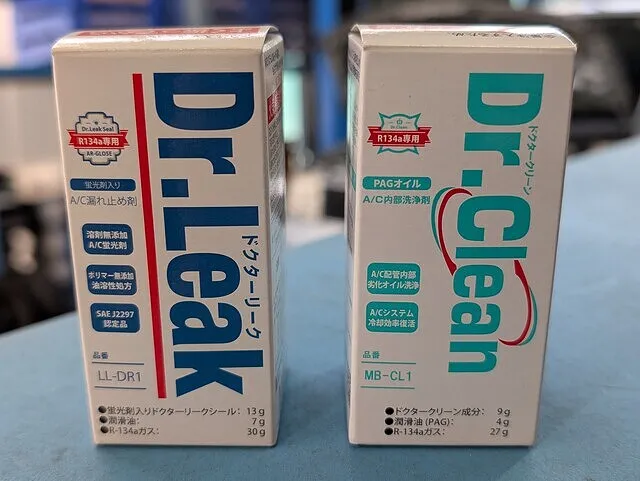 Dr.Leak
ドクターリーク
Dr.Leak Seal
R134a専用
AR-GLOSE
蛍光剤入り
A/C漏れ止め剤
溶剤無添加
A/C蛍光剤
ポリマー無添加
油溶性処方
SAE J2297
認定品
品番
LL-DR1
●蛍光剤入りドクターリークシール: 13g
●潤滑油: 7g
●R-134aガス: 30g
Dr.Clean
ドクタークリーン
Dr.Clean
R134a専用
PAGオイル
A/C内部洗浄剤
A/C配管内部
劣化オイル洗浄
A/Cシステム
冷却効率復活
品番
MB-CL1
●ドクタークリーン成分: 9g
●潤滑油(PAG): 4g
●R-134aガス: 27g